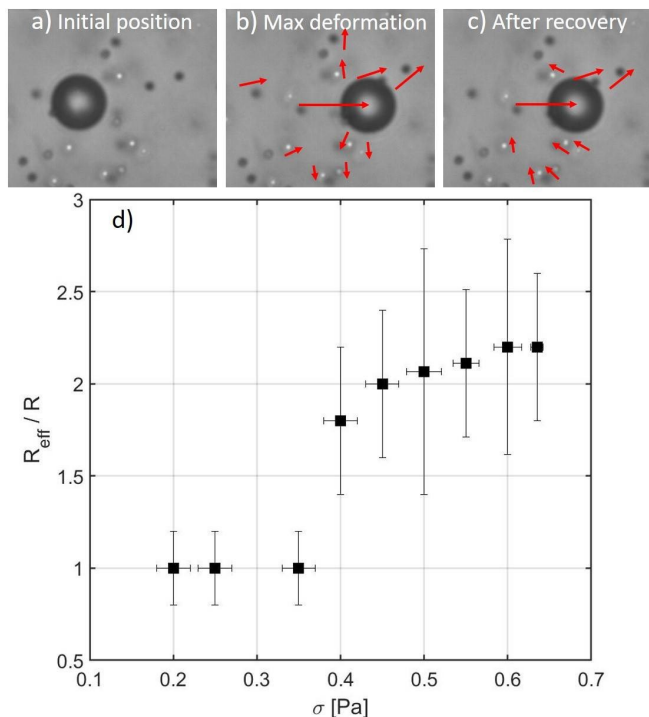 a) Initial position
b) Max deformation
c) After recovery
3
d)
2.5
2
R_eff / R
1.5
1
0.5
0.1 0.2 0.3 0.4 0.5 0.6 0.7
σ [Pa]